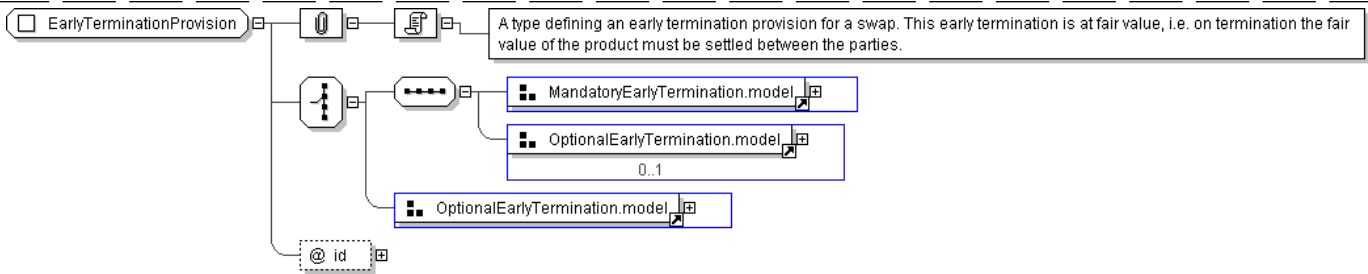 EarlyTerminationProvision
A type defining an early termination provision for a swap. This early termination is at fair value, i.e. on termination the fair
value of the product must be settled between the parties.
MandatoryEarlyTermination.model
OptionalEarlyTermination.model
0..1
OptionalEarlyTermination.model
@ id